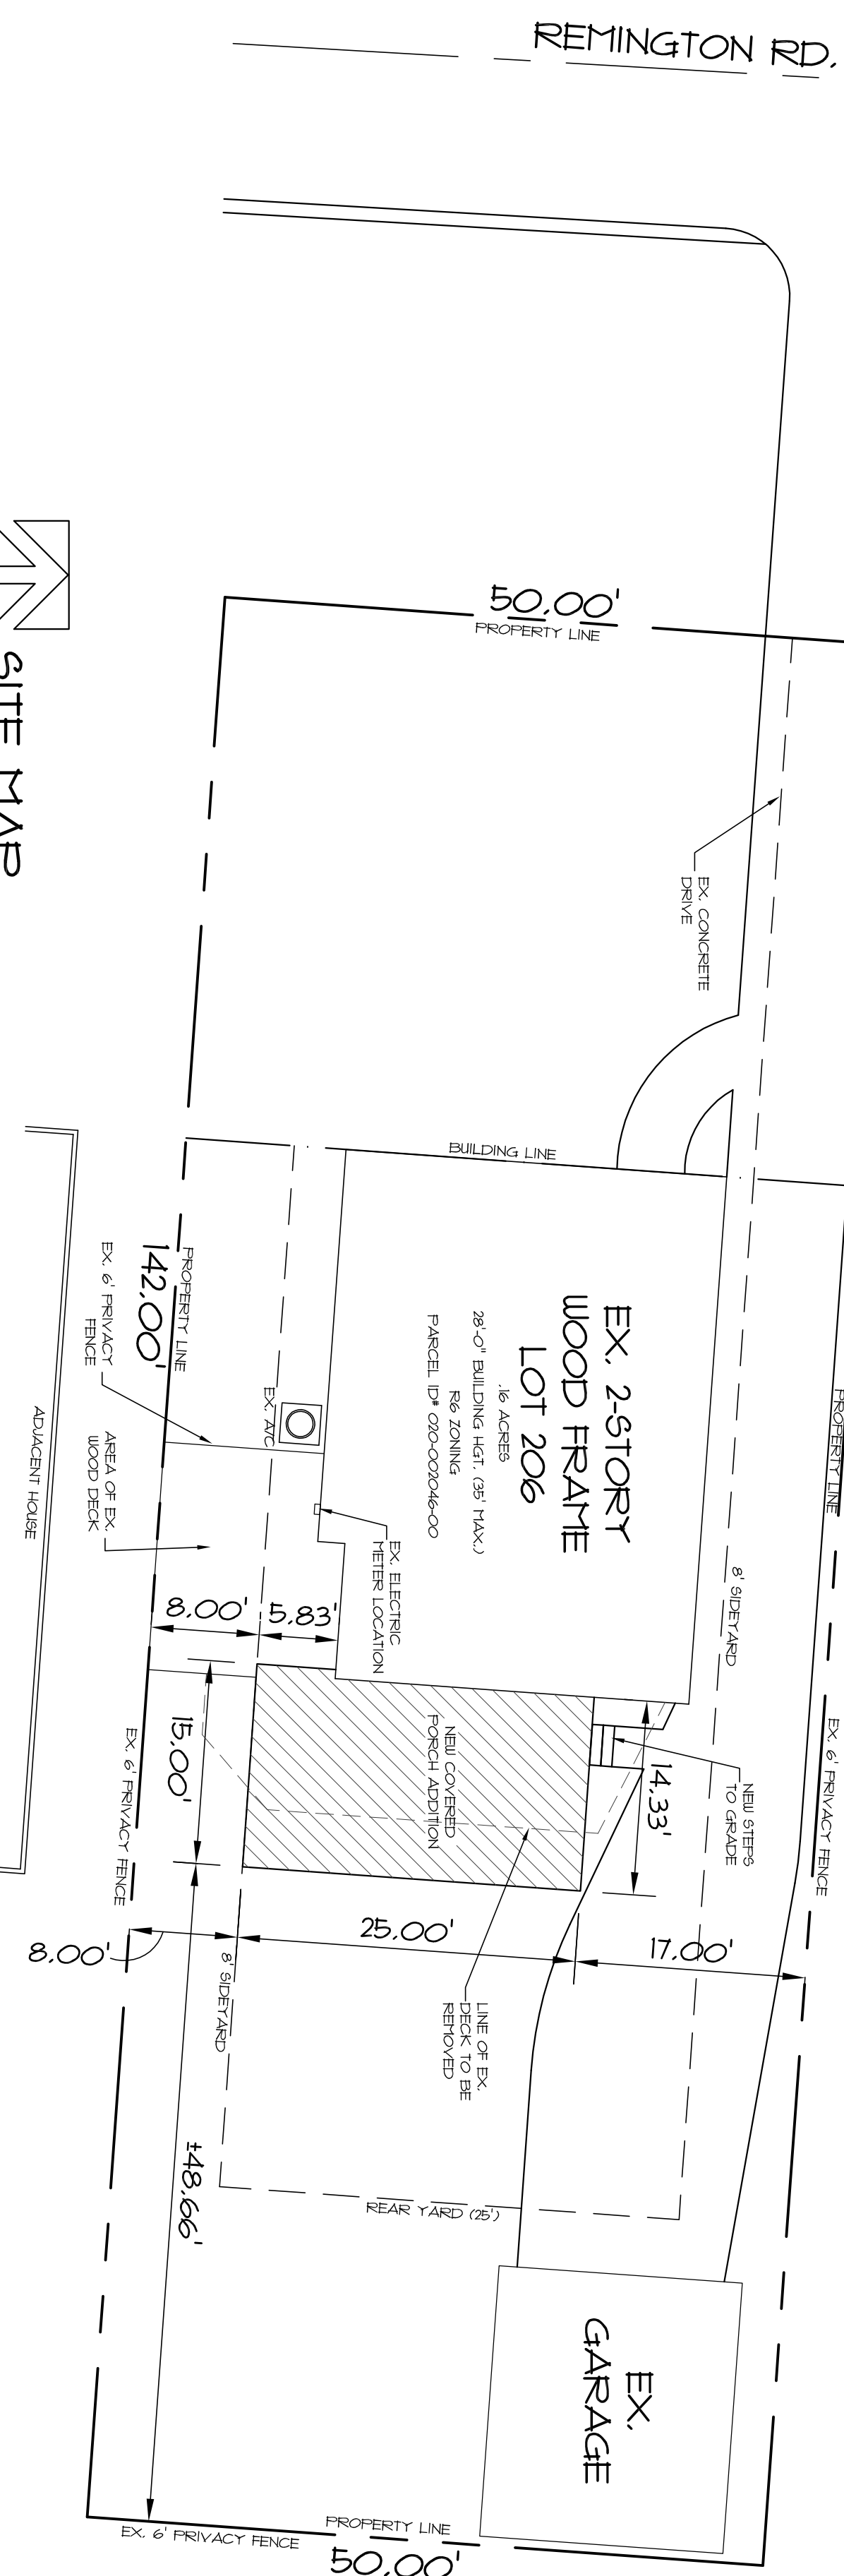 REMINGTON RD.
50.00'
PROPERTY LINE
SITE MAP
EX. CONCRETE
DRIVE
BUILDING LINE
PROPERTY LINE
142.00'
EX. 6' PRIVACY
FENCE
AREA OF EX.
WOOD DECK
ADJACENT HOUSE
EX. A/C
EX. 2-STORY
WOOD FRAME
LOT 206
.16 ACRES
28'-0" BUILDING HGT. (35' MAX.)
R6 ZONING
PARCEL ID# 020-002046-00
PROPERTY LINE
8' SIDEYARD
EX. ELECTRIC
METER LOCATION
8.00'
5.83'
15.00'
NEW COVERED
PORCH ADDITION
14.33'
NEW STEPS
TO GRADE
EX. 6' PRIVACY FENCE
EX. 6' PRIVACY FENCE
8.00'
25.00'
17.00'
8' SIDEYARD
LINE OF EX.
DECK TO BE
REMOVED
±48.66'
REAR YARD (25')
EX.
GARAGE
EX. 6' PRIVACY FENCE
PROPERTY LINE
50.00'